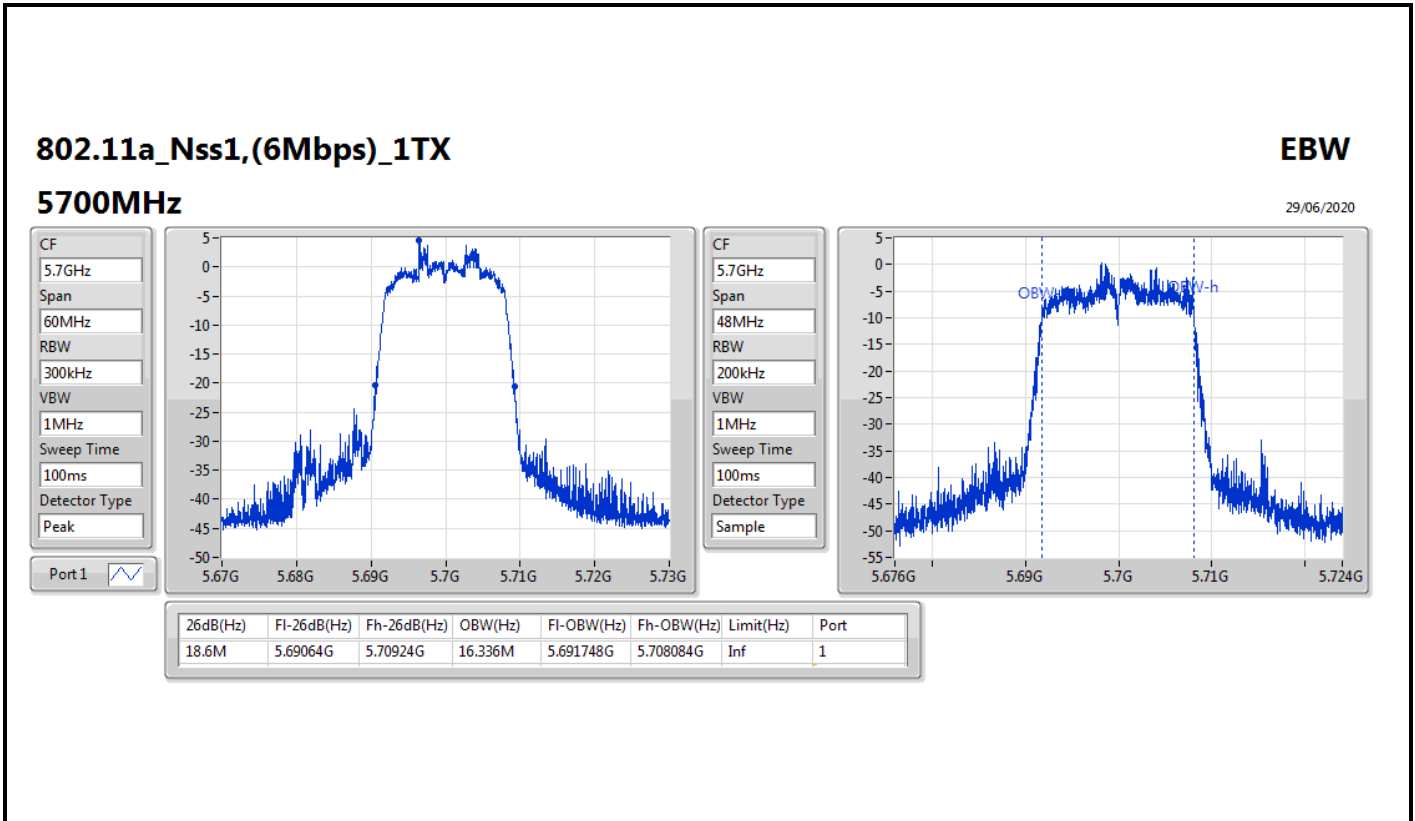 802.11a_Nss1,(6Mbps)_1TX
EBW
5700MHz
29/06/2020
CF
5.7GHz
Span
60MHz
RBW
300kHz
VBW
1MHz
Sweep Time
100ms
Detector Type
Peak
Port 1
5
0
-5
-10
-15
-20
-25
-30
-35
-40
-45
-50
5.67G 5.68G 5.69G 5.7G 5.71G 5.72G 5.73G
CF
5.7GHz
Span
48MHz
RBW
200kHz
VBW
1MHz
Sweep Time
100ms
Detector Type
Sample
5
0
-5
OBW-h
-10
-15
-20
-25
-30
-35
-40
-45
-50
-55
5.676G 5.69G 5.7G 5.71G 5.724G
26dB(Hz) Fl-26dB(Hz) Fh-26dB(Hz) OBW(Hz) Fl-OBW(Hz) Fh-OBW(Hz) Limit(Hz) Port
18.6M 5.69064G 5.70924G 16.336M 5.691748G 5.708084G Inf 1